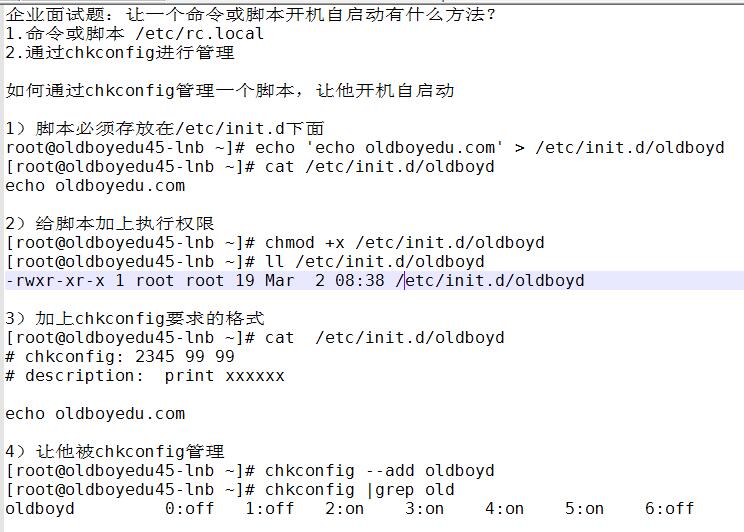 企业面试题：让一个命令或脚本开机自启动有什么方法？
1.命令或脚本 /etc/rc.local
2.通过chkconfig进行管理
如何通过chkconfig管理一个脚本，让他开机自启动
1）脚本必须存放在/etc/init.d下面
root@oldboyedu45-lnb ~]# echo 'echo oldboyedu.com' > /etc/init.d/oldboyd
[root@oldboyedu45-lnb ~]# cat /etc/init.d/oldboyd
echo oldboyedu.com
2）给脚本加上执行权限
[root@oldboyedu45-lnb ~]# chmod +x /etc/init.d/oldboyd
[root@oldboyedu45-lnb ~]# ll /etc/init.d/oldboyd
-rwxr-xr-x 1 root root 19 Mar  2 08:38 /etc/init.d/oldboyd
3）加上chkconfig要求的格式
[root@oldboyedu45-lnb ~]# cat  /etc/init.d/oldboyd
# chkconfig: 2345 99 99
# description:  print xxxxxx
echo oldboyedu.com
4）让他被chkconfig管理
[root@oldboyedu45-lnb ~]# chkconfig --add oldboyd
[root@oldboyedu45-lnb ~]# chkconfig |grep old
oldboyd         0:off   1:off   2:on    3:on    4:on    5:on    6:off